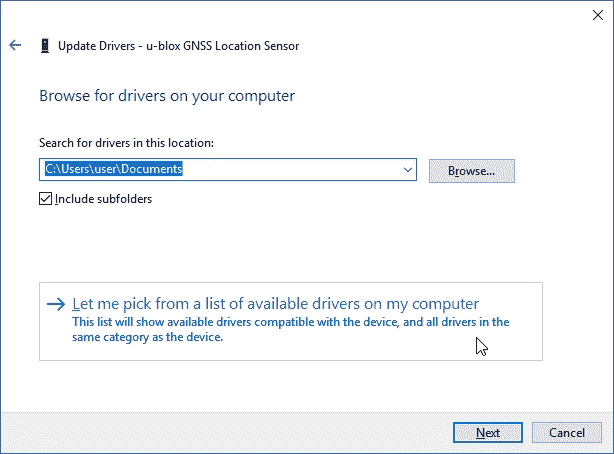 Update Drivers - u-blox GNSS Location Sensor
Browse for drivers on your computer
Search for drivers in this location:
C:\Users\user\Documents
Browse...
Include subfolders
Let me pick from a list of available drivers on my computer
This list will show available drivers compatible with the device, and all drivers in the
same category as the device.
Next
Cancel